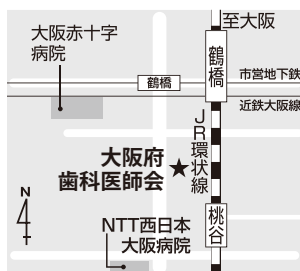 至大阪
大阪赤十字
病院
鶴橋
鶴橋
市営地下鉄
近鉄大阪線
JR環状線
大阪府
歯科医師会
★
桃谷
N
NTT西日本
大阪病院